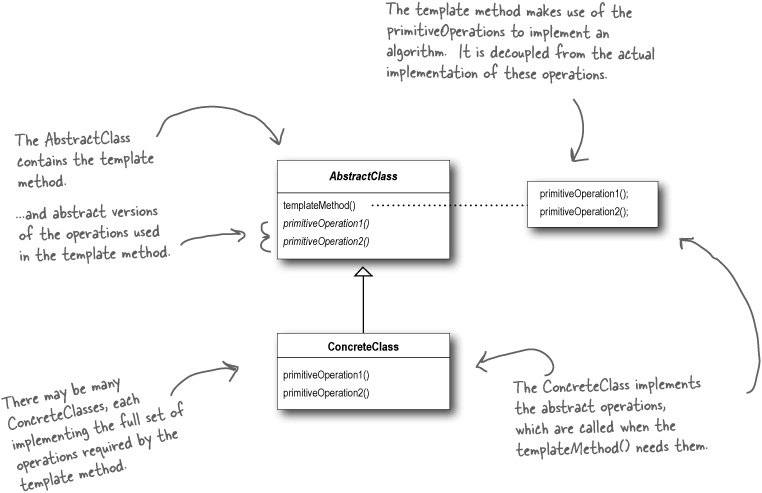 The template method makes use of the
primitiveOperations to implement an
algorithm. It is decoupled from the actual
implementation of these operations.
The AbstractClass
contains the template
method.
...and abstract versions
of the operations used
in the template method.
AbstractClass
templateMethod()
primitiveOperation1()
primitiveOperation2()
primitiveOperation1();
primitiveOperation2();
ConcreteClass
primitiveOperation1()
primitiveOperation2()
There may be many
ConcreteClasses, each
implementing the full set of
operations required by the
template method.
The ConcreteClass implements
the abstract operations,
which are called when the
templateMethod() needs them.